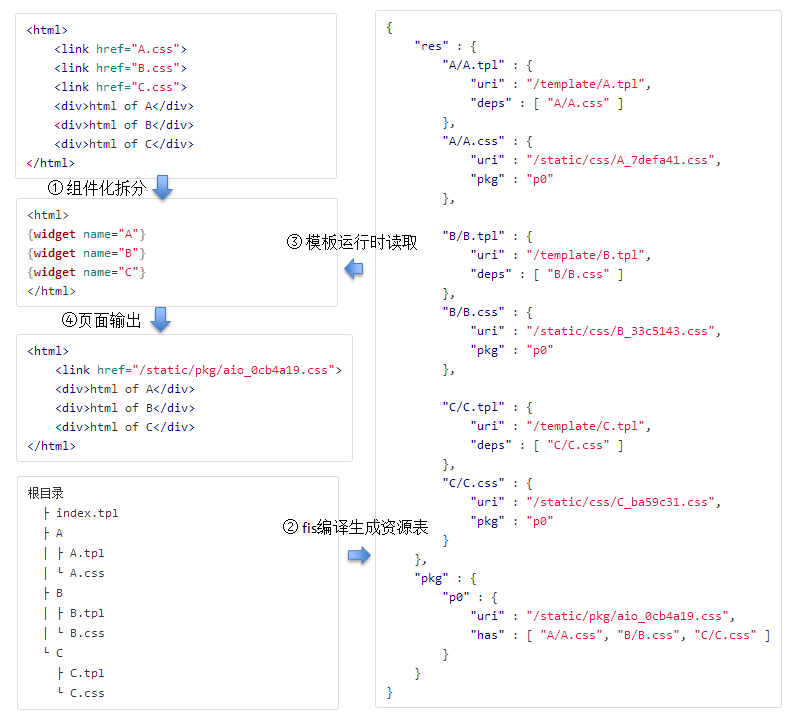 <html>
    <link href="A.css">
    <link href="B.css">
    <link href="C.css">
    <div>html of A</div>
    <div>html of B</div>
    <div>html of C</div>
</html>
①组件化拆分
<html>
{widget name="A"}
{widget name="B"}
{widget name="C"}
</html>
③模板运行时读取
④页面输出
<html>
    <link href="/static/pkg/aio_0cb4a19.css">
    <div>html of A</div>
    <div>html of B</div>
    <div>html of C</div>
</html>
根目录
  ├ index.tpl
  ├ A
  │ ├ A.tpl
  │ └ A.css
  ├ B
  │ ├ B.tpl
  │ └ B.css
  └ C
    ├ C.tpl
    └ C.css
②fis编译生成资源表
{
    "res" : {
        "A/A.tpl" : {
            "uri" : "/template/A.tpl",
            "deps" : [ "A/A.css" ]
        },
        "A/A.css" : {
            "uri" : "/static/css/A_7defa41.css",
            "pkg" : "p0"
        },
        "B/B.tpl" : {
            "uri" : "/template/B.tpl",
            "deps" : [ "B/B.css" ]
        },
        "B/B.css" : {
            "uri" : "/static/css/B_33c5143.css",
            "pkg" : "p0"
        },
        "C/C.tpl" : {
            "uri" : "/template/C.tpl",
            "deps" : [ "C/C.css" ]
        },
        "C/C.css" : {
            "uri" : "/static/css/C_ba59c31.css",
            "pkg" : "p0"
        }
    },
    "pkg" : {
        "p0" : {
            "uri" : "/static/pkg/aio_0cb4a19.css",
            "has" : [ "A/A.css", "B/B.css", "C/C.css" ]
        }
    }
}